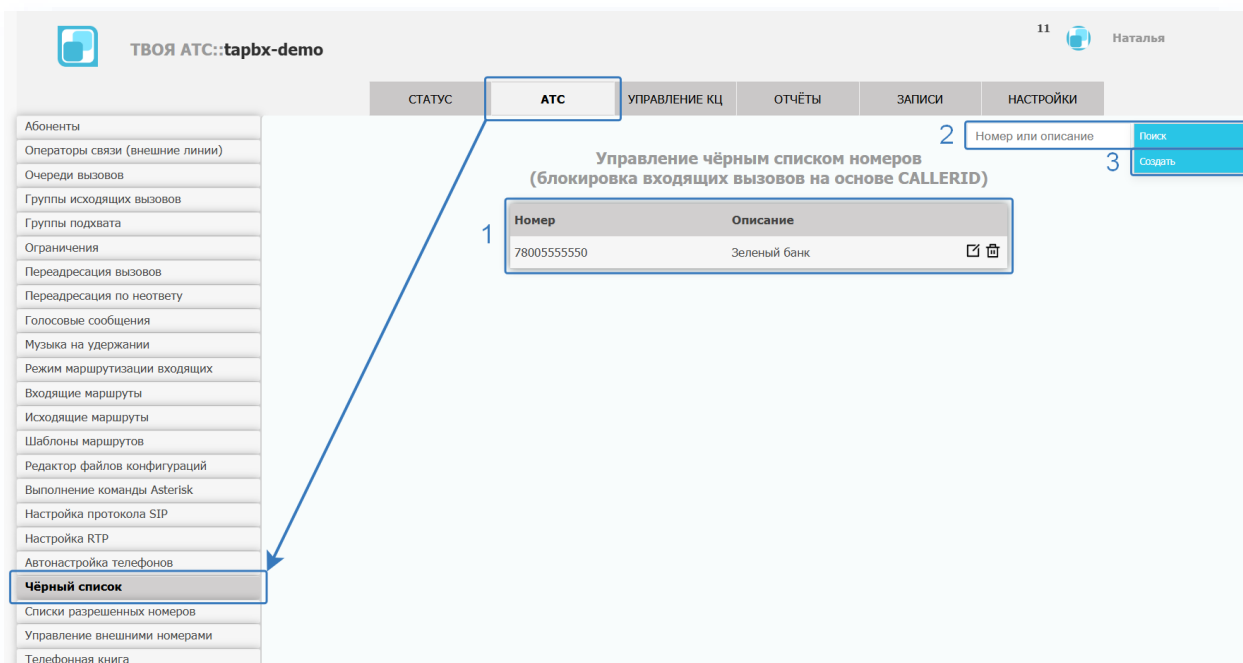 ТВОЯ АТС::tapbx-demo
11
Наталья
СТАТУС АТС УПРАВЛЕНИЕ КЦ ОТЧЁТЫ ЗАПИСИ НАСТРОЙКИ
Абоненты
Операторы связи (внешние линии)
Очереди вызовов
Группы исходящих вызовов
Группы подхвата
Ограничения
Переадресация вызовов
Переадресация по неответу
Голосовые сообщения
Музыка на удержании
Режим маршрутизации входящих
Входящие маршруты
Исходящие маршруты
Шаблоны маршрутов
Редактор файлов конфигураций
Выполнение команды Asterisk
Настройка протокола SIP
Настройка RTP
Автонастройка телефонов
Чёрный список
Списки разрешенных номеров
Управление внешними номерами
Телефонная книга
2 Номер или описание Поиск
3 Создать
Управление чёрным списком номеров
(блокировка входящих вызовов на основе CALLERID)
1
Номер Описание
78005555550 Зеленый банк